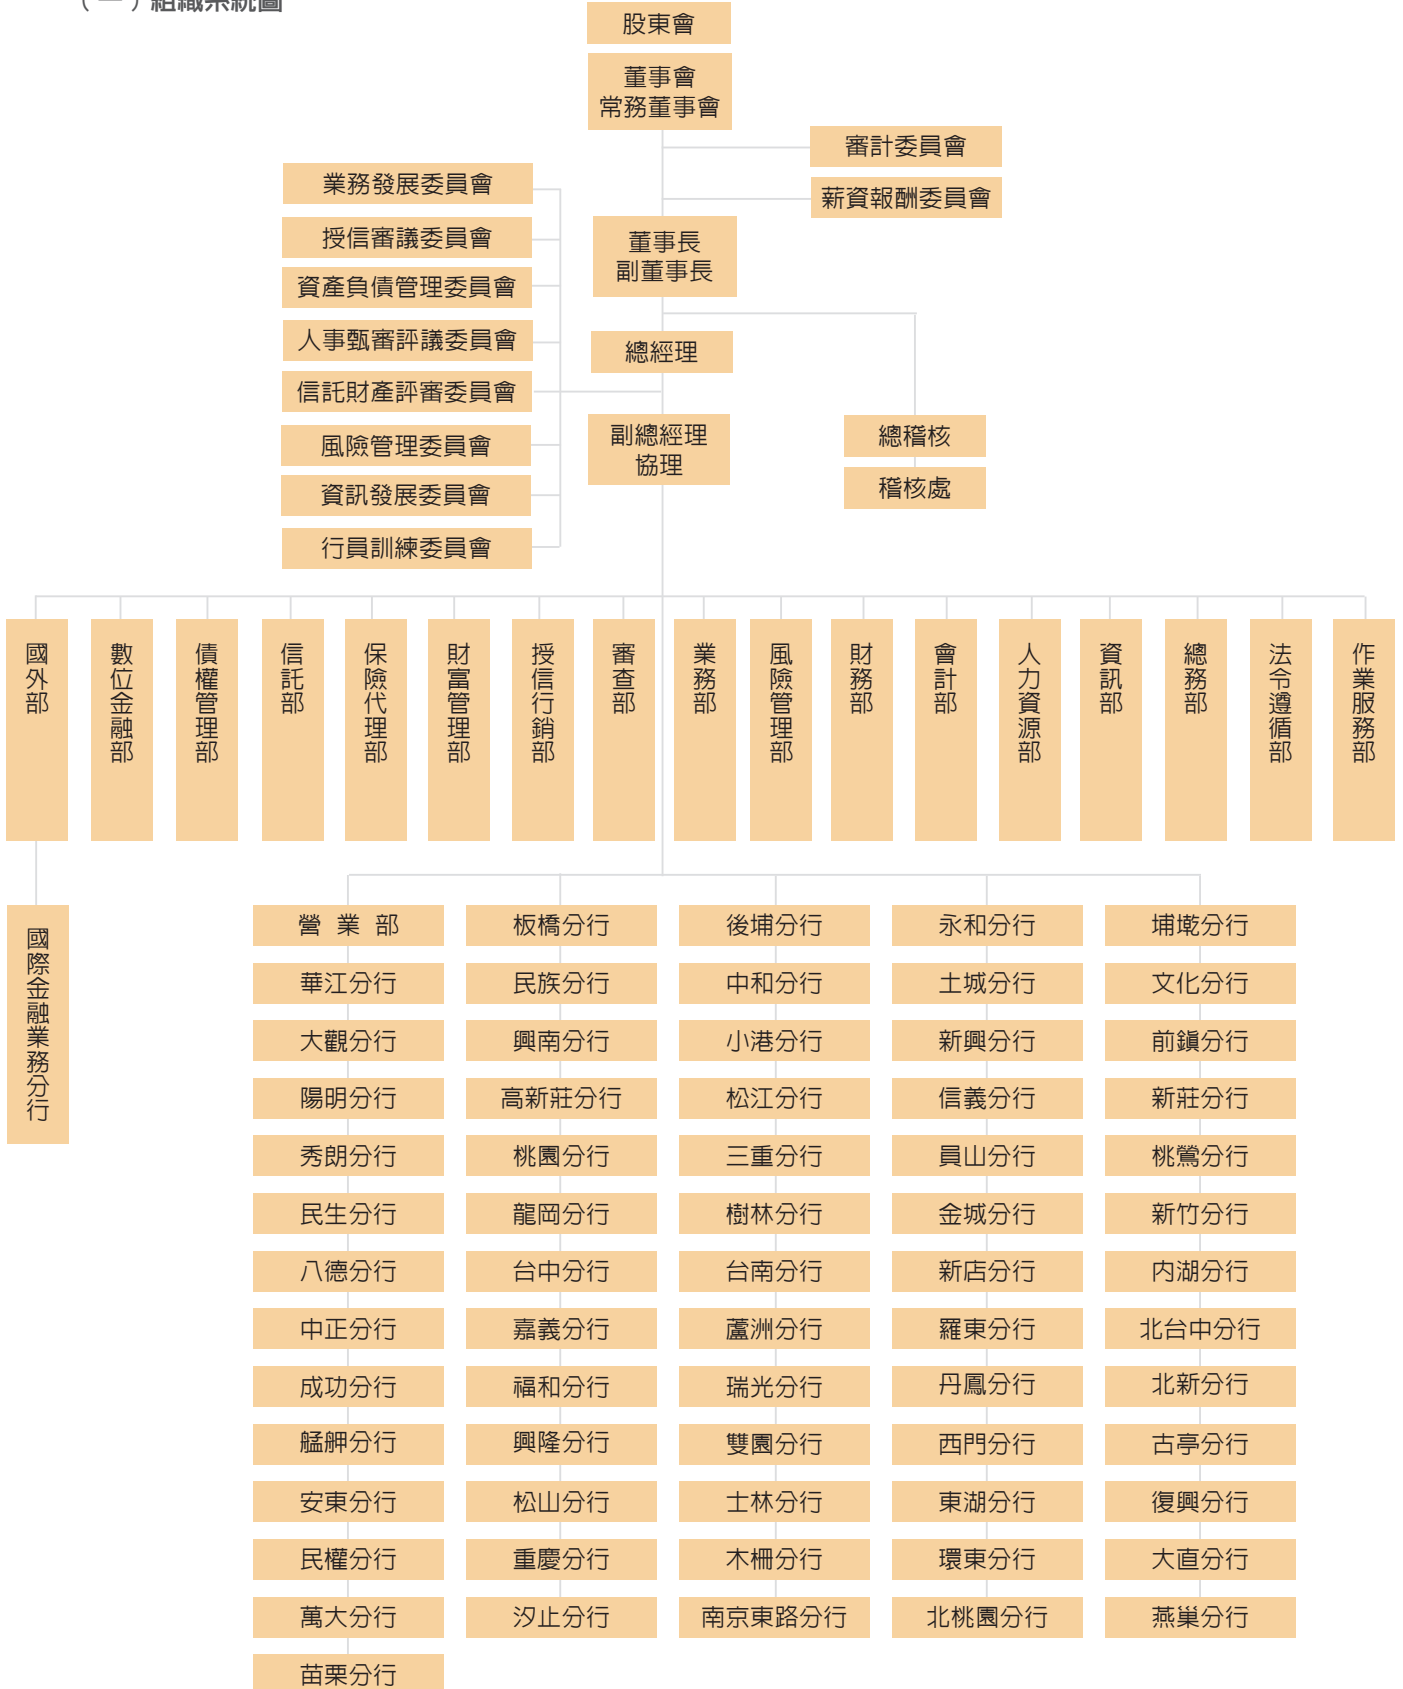 (一)組織系統圖
股東會
董事會
常務董事會
審計委員會
薪資報酬委員會
業務發展委員會
授信審議委員會
資產負債管理委員會
人事甄審評議委員會
信託財產評審委員會
風險管理委員會
資訊發展委員會
行員訓練委員會
董事長
副董事長
總經理
副總經理
協理
總稽核
稽核處
國外部
數位金融部
債權管理部
信託部
保險代理部
財富管理部
授信行銷部
審查部
業務部
風險管理部
財務部
會計部
人力資源部
資訊部
總務部
法令遵循部
作業服務部
國際金融業務分行
營 業 部
板橋分行
後埔分行
永和分行
埔墘分行
華江分行
民族分行
中和分行
土城分行
文化分行
大觀分行
興南分行
小港分行
新興分行
前鎮分行
陽明分行
高新莊分行
松江分行
信義分行
新莊分行
秀朗分行
桃園分行
三重分行
員山分行
桃鶯分行
民生分行
龍岡分行
樹林分行
金城分行
新竹分行
八德分行
台中分行
台南分行
新店分行
內湖分行
中正分行
嘉義分行
蘆洲分行
羅東分行
北台中分行
成功分行
福和分行
瑞光分行
丹鳳分行
北新分行
艋舺分行
興隆分行
雙園分行
西門分行
古亭分行
安東分行
松山分行
士林分行
東湖分行
復興分行
民權分行
重慶分行
木柵分行
環東分行
大直分行
萬大分行
汐止分行
南京東路分行
北桃園分行
燕巢分行
苗栗分行